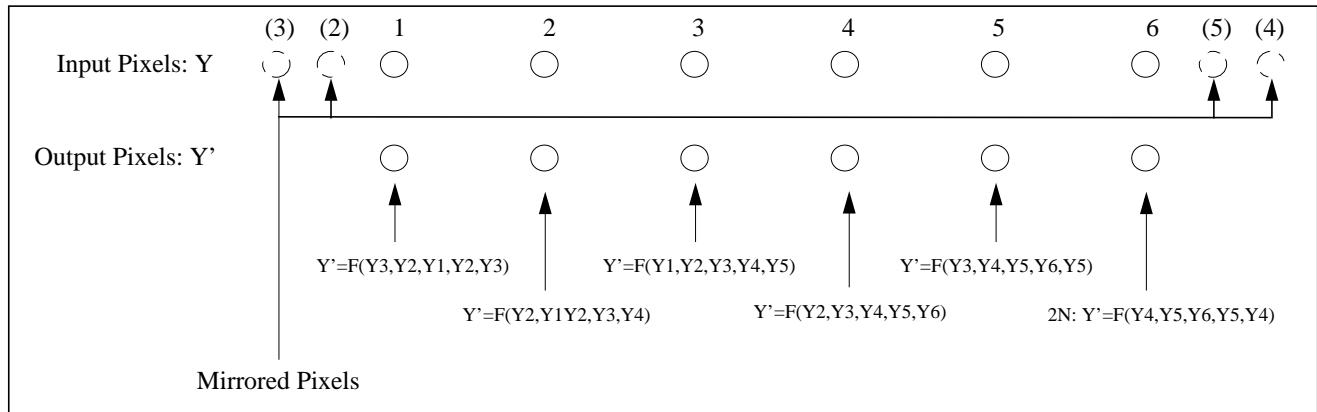 (3) (2) 1 2 3 4 5 6 (5) (4)
Input Pixels: Y
Output Pixels: Y’
Y’=F(Y3,Y2,Y1,Y2,Y3) Y’=F(Y1,Y2,Y3,Y4,Y5) Y’=F(Y3,Y4,Y5,Y6,Y5)
Y’=F(Y2,Y1Y2,Y3,Y4) Y’=F(Y2,Y3,Y4,Y5,Y6) 2N: Y’=F(Y4,Y5,Y6,Y5,Y4)
Mirrored Pixels